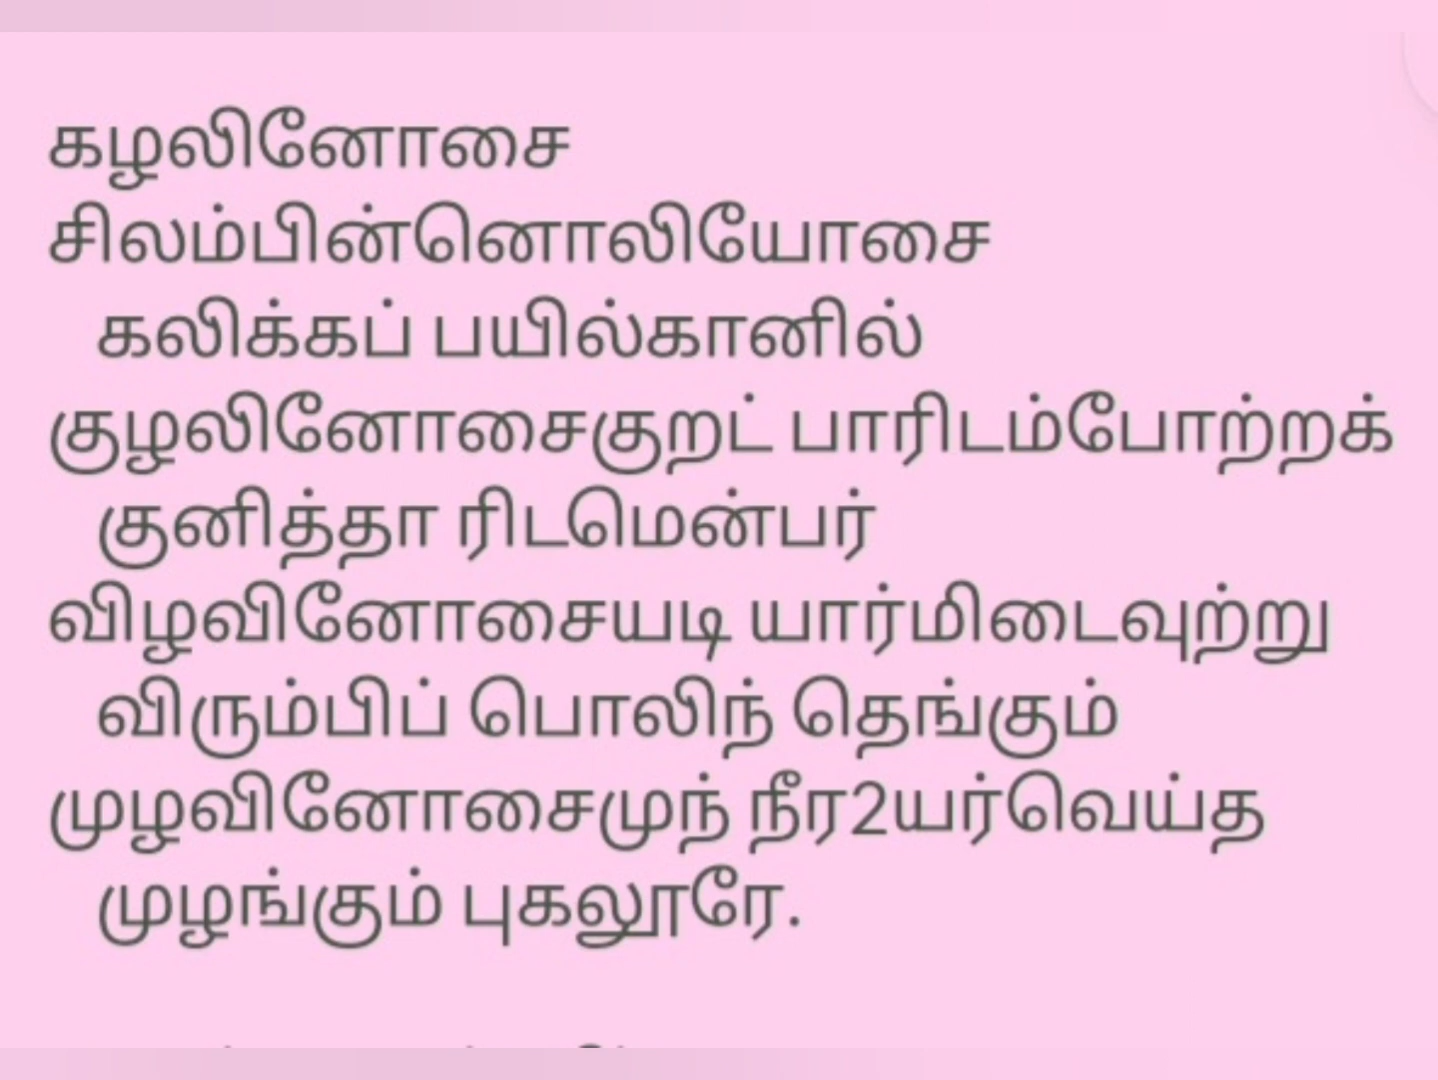 கழலினோசை
சிலம்பின்னொலியோசை
கலிக்கப் பயில்கானில்
குழலினோசைகுறட் பாரிடம்போற்றக்
குனித்தா ரிடமென்பர்
விழவினோசையடி யார்மிடைவுற்று
விரும்பிப் பொலிந் தெங்கும்
முழவினோசைமுந் நீர2யர்வெய்த
முழங்கும் புகலூரே.